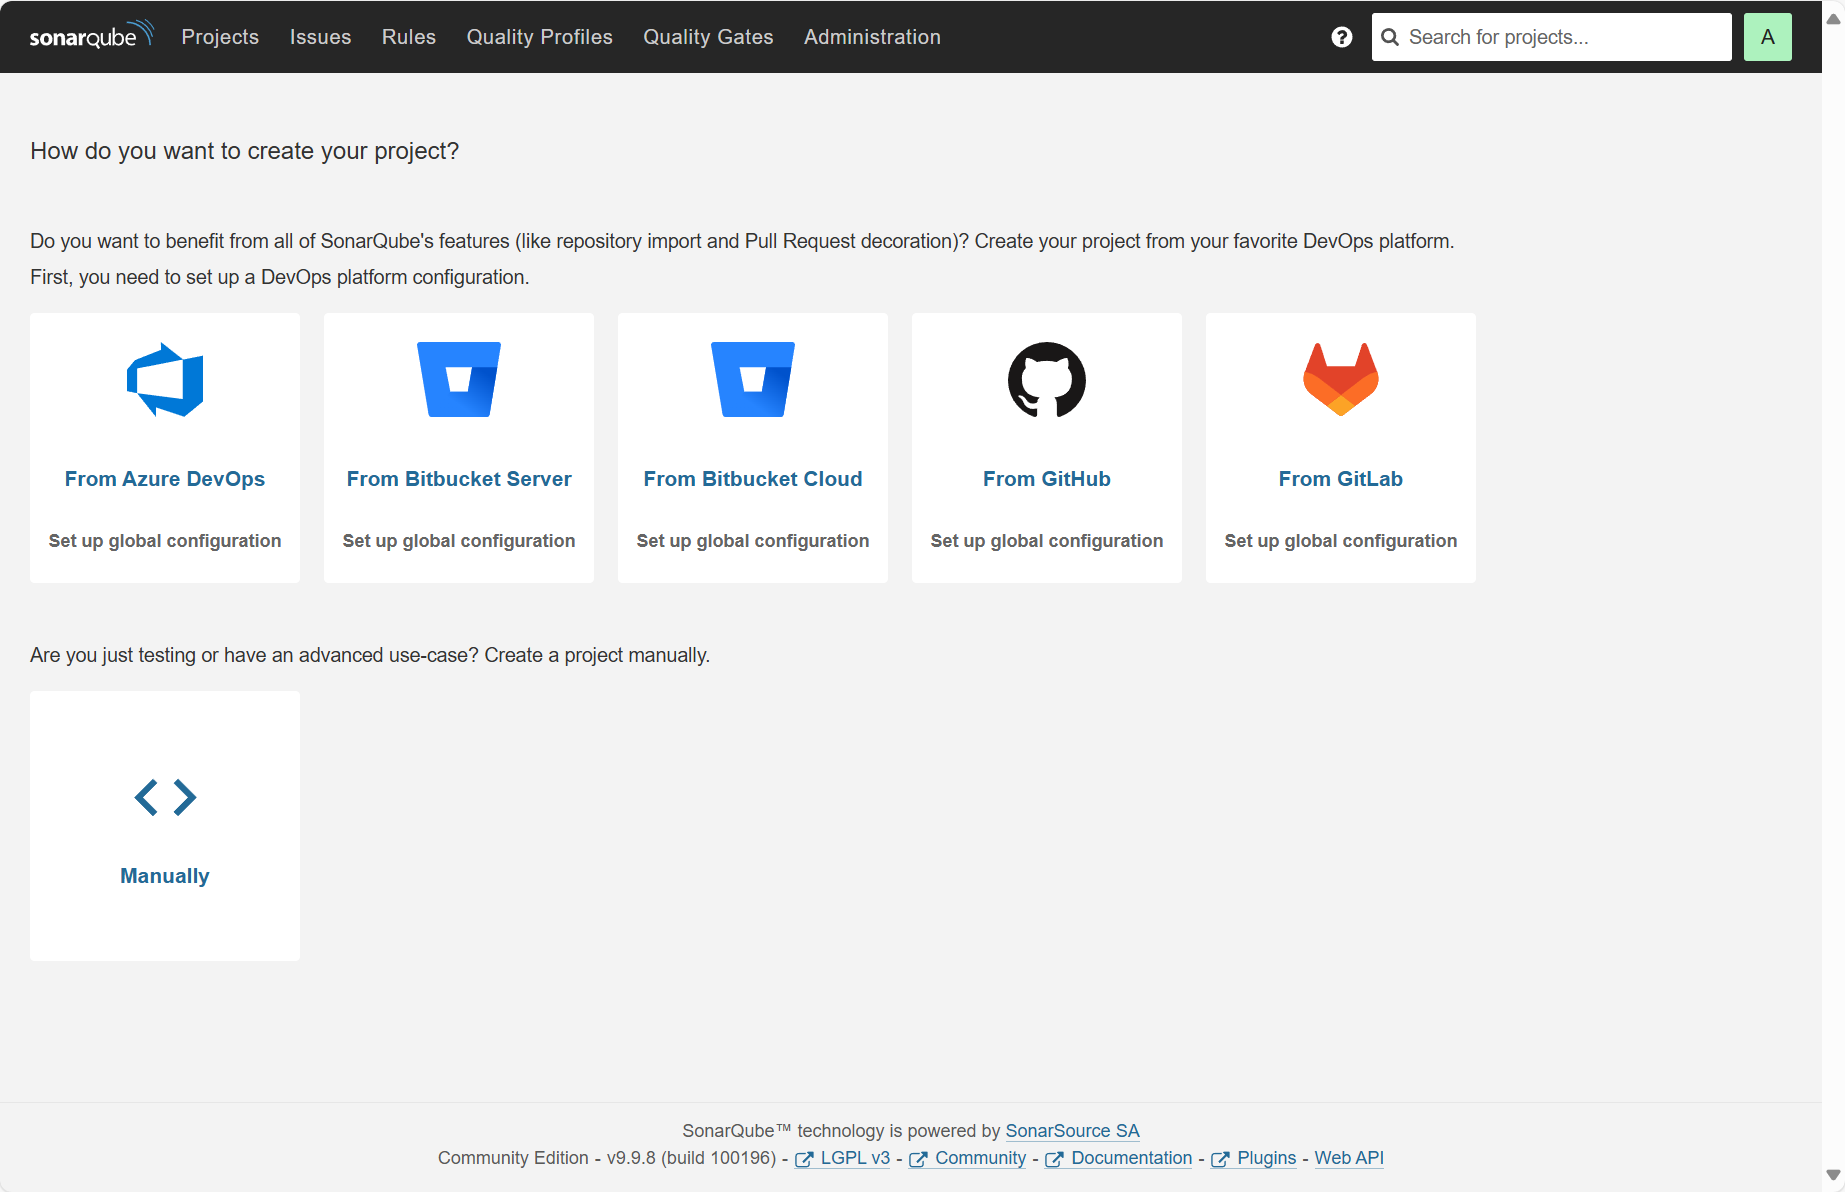 sonarqube Projects Issues Rules Quality Profiles Quality Gates Administration ? Search for projects... A
How do you want to create your project?
Do you want to benefit from all of SonarQube's features (like repository import and Pull Request decoration)? Create your project from your favorite DevOps platform.
First, you need to set up a DevOps platform configuration.
From Azure DevOps From Bitbucket Server From Bitbucket Cloud From GitHub From GitLab
Set up global configuration Set up global configuration Set up global configuration Set up global configuration Set up global configuration
Are you just testing or have an advanced use-case? Create a project manually.
Manually
SonarQube™ technology is powered by SonarSource SA
Community Edition - v9.9.8 (build 100196) - LGPL v3 - Community - Documentation - Plugins - Web API